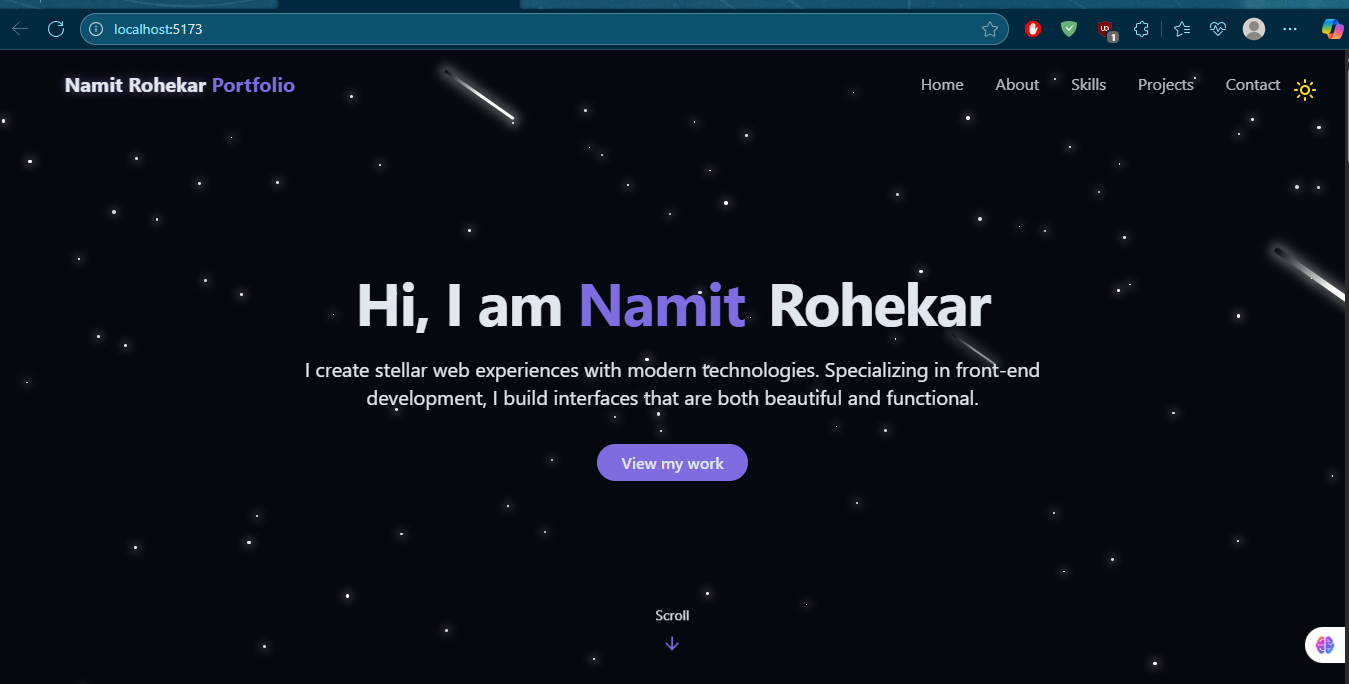 localhost:5173
UD
1
Namit Rohekar Portfolio
Home About Skills Projects Contact
Hi, I am Namit Rohekar
I create stellar web experiences with modern technologies. Specializing in front-end
development, I build interfaces that are both beautiful and functional.
View my work
Scroll